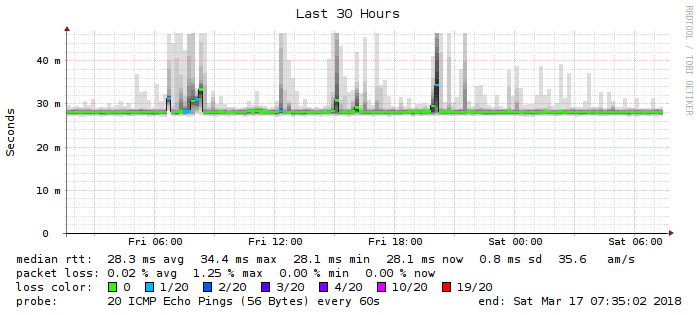 Last 30 Hours
RRDTOOL / TOBI OETIKER
Seconds
40 m
30 m
20 m
10 m
0
Fri 06:00 Fri 12:00 Fri 18:00 Sat 00:00 Sat 06:00
median rtt: 28.3 ms avg 34.4 ms max 28.1 ms min 28.1 ms now 0.8 ms sd 35.6 am/s
packet loss: 0.02 % avg 1.25 % max 0.00 % min 0.00 % now
loss color: 0 1/20 2/20 3/20 4/20 10/20 19/20
probe: 20 ICMP Echo Pings (56 Bytes) every 60s end: Sat Mar 17 07:35:02 2018